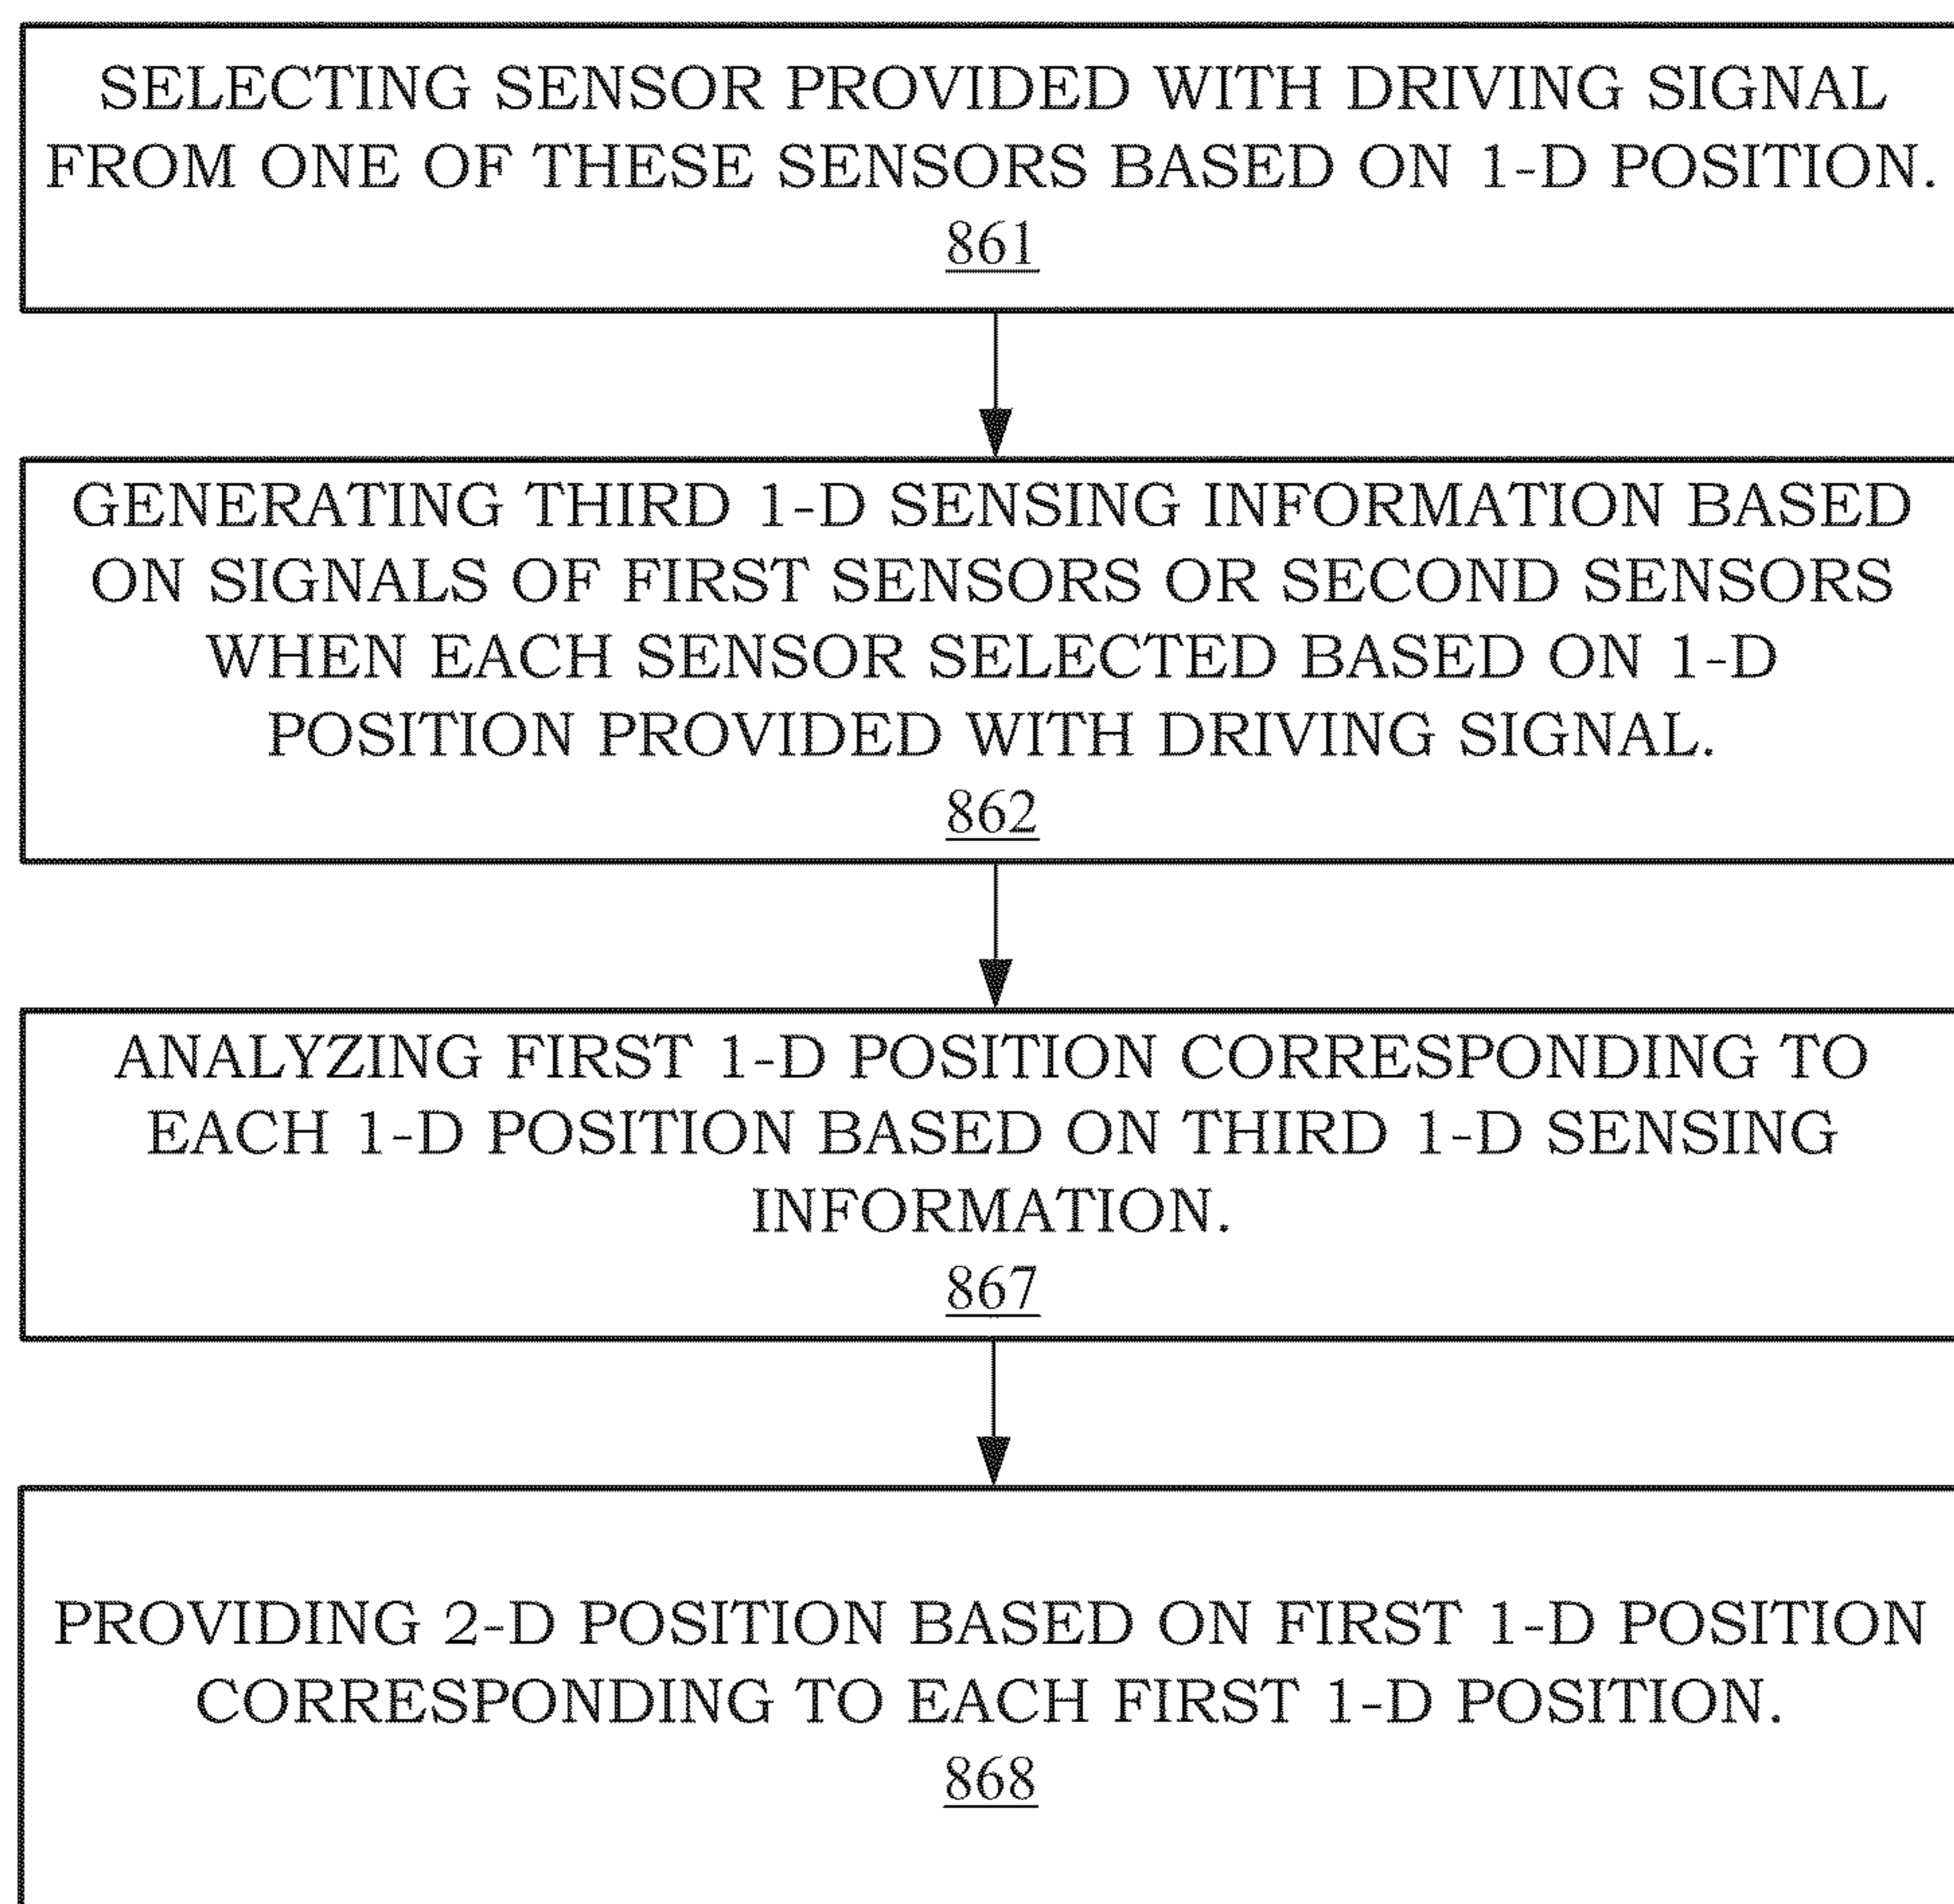 SELECTING SENSOR PROVIDED WITH DRIVING SIGNAL
FROM ONE OF THESE SENSORS BASED ON 1-D POSITION.
861
GENERATING THIRD 1-D SENSING INFORMATION BASED
ON SIGNALS OF FIRST SENSORS OR SECOND SENSORS
WHEN EACH SENSOR SELECTED BASED ON 1-D
POSITION PROVIDED WITH DRIVING SIGNAL.
862
ANALYZING FIRST 1-D POSITION CORRESPONDING TO
EACH 1-D POSITION BASED ON THIRD 1-D SENSING
INFORMATION.
867
PROVIDING 2-D POSITION BASED ON FIRST 1-D POSITION
CORRESPONDING TO EACH FIRST 1-D POSITION.
868